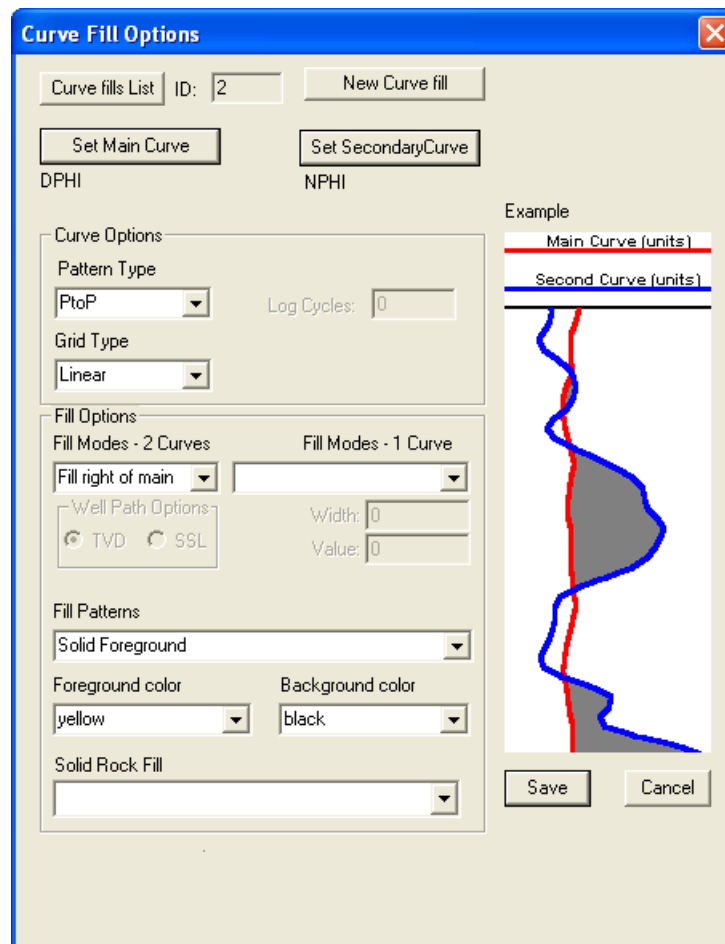 Curve Fill Options
Curve fills List ID: 2 New Curve fill
Set Main Curve Set SecondaryCurve
DPHI NPHI
Example
Main Curve (units)
Second Curve (units)
Curve Options
Pattern Type
PtoP Log Cycles: 0
Grid Type
Linear
Fill Options
Fill Modes - 2 Curves Fill Modes - 1 Curve
Fill right of main
Well Path Options Width: 0
TVD SSL Value: 0
Fill Patterns
Solid Foreground
Foreground color Background color
yellow black
Solid Rock Fill
Save Cancel